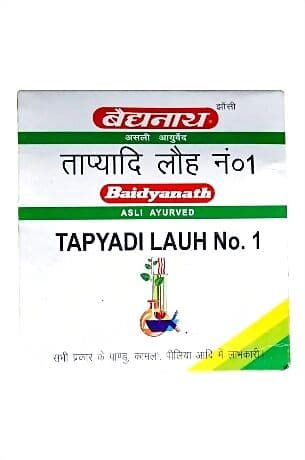 बैद्यनाथ
झाँसी
असली आयुर्वेद
ताप्यादि लौह नं०1
Baidyanath
ASLI AYURVED
TAPYADI LAUH No. 1
सभी प्रकार के पाण्डु, कामला, पीलिया आदि में लाभकारी।